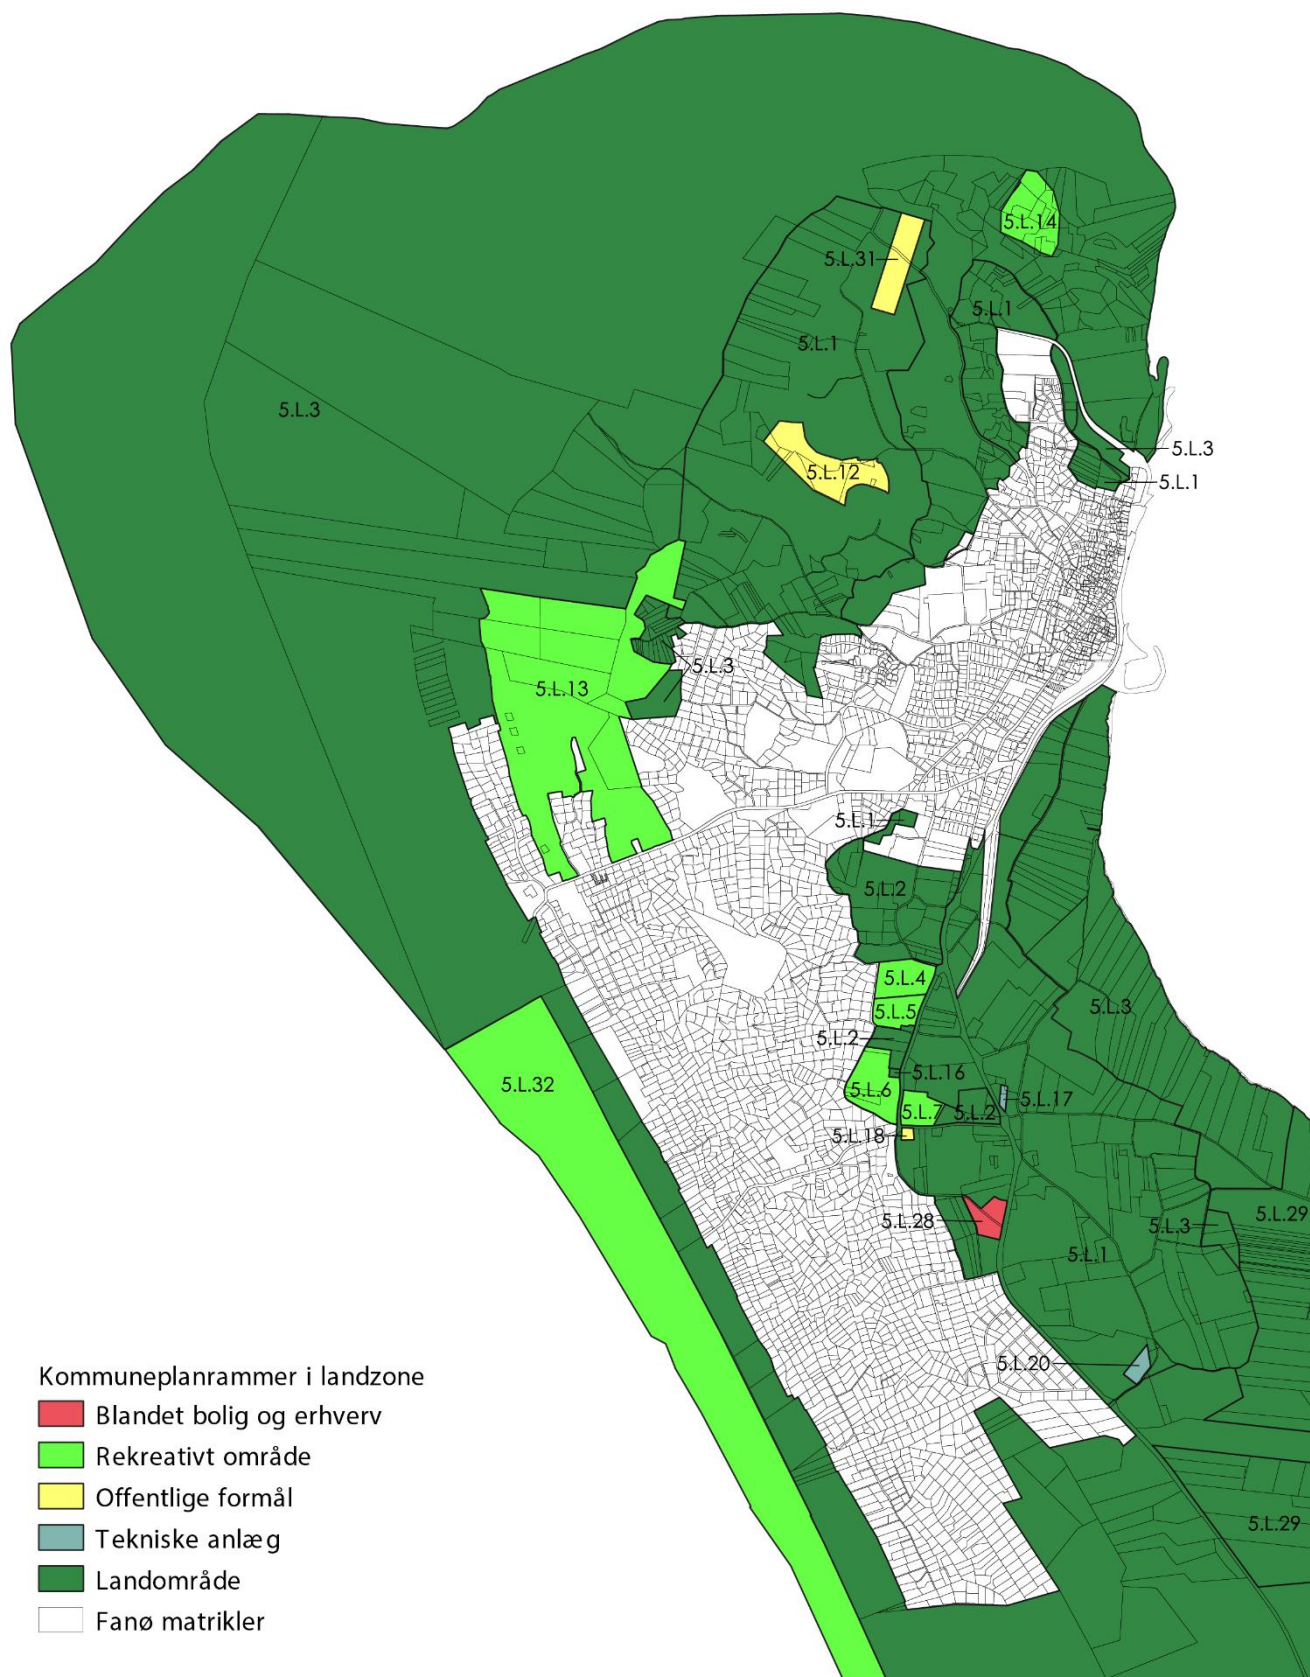 5.L.14
5.L.31
5.L.1
5.L.1
5.L.3
5.L.3
5.L.12
5.L.1
5.L.3
5.L.13
5.L.1
5.L.2
5.L.4
5.L.5
5.L.3
5.L.2
5.L.16
5.L.32
5.L.6
5.L.17
5.L.7
5.L.2
5.L.18
5.L.29
5.L.28
5.L.3
5.L.1
5.L.20
5.L.29
Kommuneplanrammer i landzone
Blandet bolig og erhverv
Rekreativt område
Offentlige formål
Tekniske anlæg
Landområde
Fanø matrikler